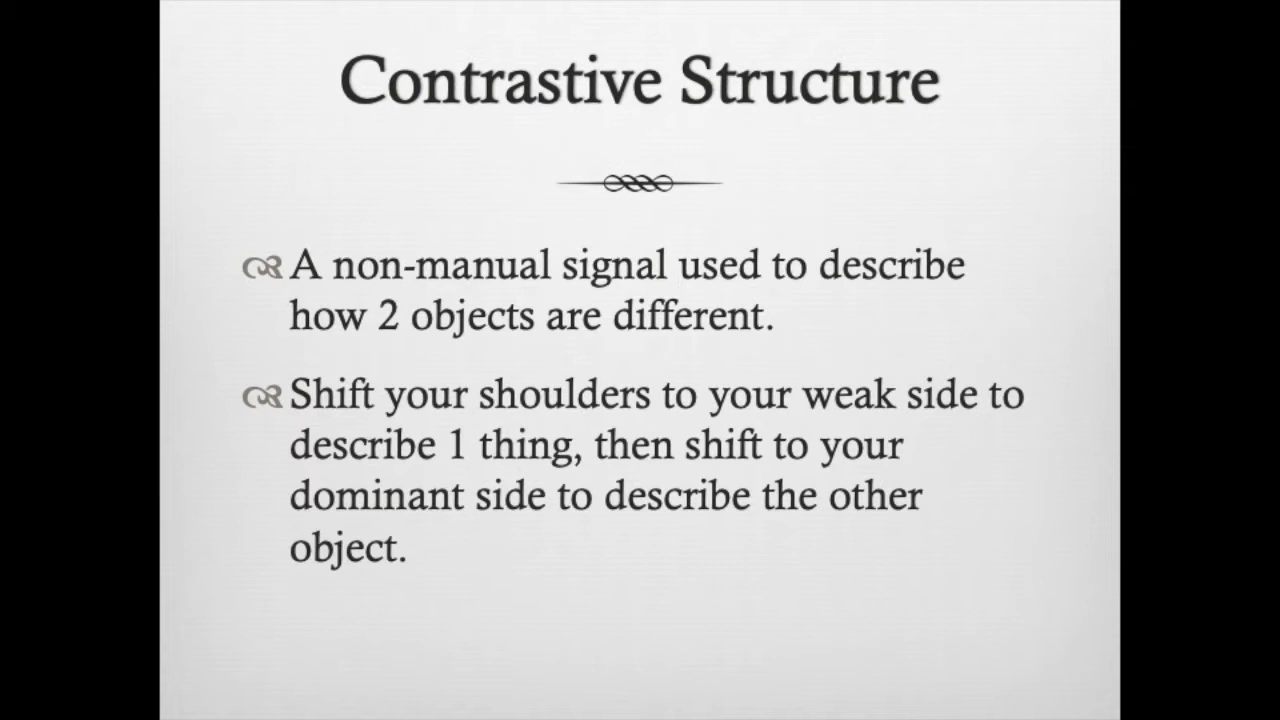 Contrastive Structure
A non-manual signal used to describe
how 2 objects are different.
Shift your shoulders to your weak side to
describe 1 thing, then shift to your
dominant side to describe the other
object.